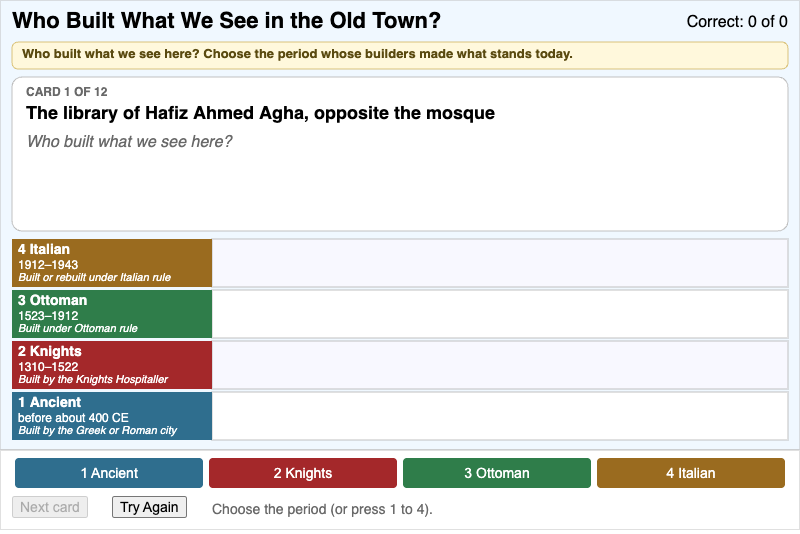 Who Built What We See in the Old Town?
Correct: 0 of 0
Who built what we see here? Choose the period whose builders made what stands today.
CARD 1 OF 12
The library of Hafiz Ahmed Agha, opposite the mosque
Who built what we see here?
4 Italian
1912–1943
Built or rebuilt under Italian rule
3 Ottoman
1523–1912
Built under Ottoman rule
2 Knights
1310–1522
Built by the Knights Hospitaller
1 Ancient
before about 400 CE
Built by the Greek or Roman city
1 Ancient
2 Knights
3 Ottoman
4 Italian
Next card
Try Again
Choose the period (or press 1 to 4).